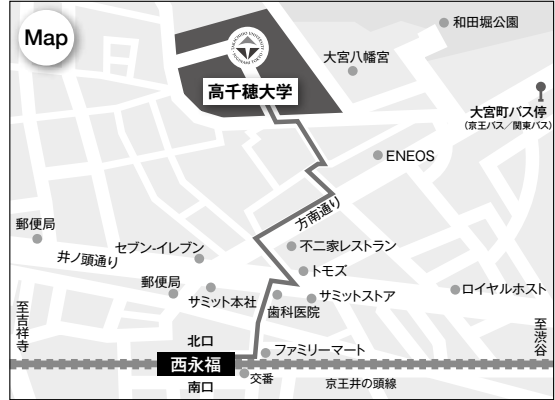 Map
和田堀公園
大宮八幡宮
高千穂大学
大宮町バス停
(京王バス/関東バス)
ENEOS
方南通り
郵便局
井ノ頭通り
セブン-イレブン
不二家レストラン
トモズ
郵便局
サミット本社
歯科医院
サミットストア
ロイヤルホスト
至吉祥寺
至渋谷
北口
ファミリーマート
西永福
交番
京王井の頭線
南口